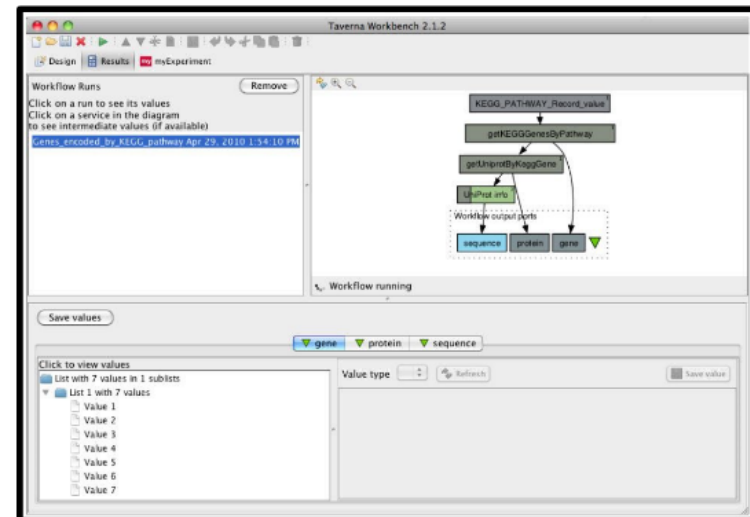 Taverna Workbench 2.1.2
Design Results my myExperiment
Workflow Runs Remove
Click on a run to see its values
Click on a service in the diagram
to see intermediate values (if available)
Genes_encoded_by_KEGG_pathway Apr 29, 2010 1:54:10 PM
KEGG_PATHWAY_Record_value
getKEGGGenesByPathway
getUniprotByKeggGene
UniProt info
Workflow output ports
sequence protein gene
Workflow running
Save values
gene protein sequence
Click to view values
List with 7 values in 1 sublists
List 1 with 7 values
Value 1
Value 2
Value 3
Value 4
Value 5
Value 6
Value 7
Value type Refresh Save value